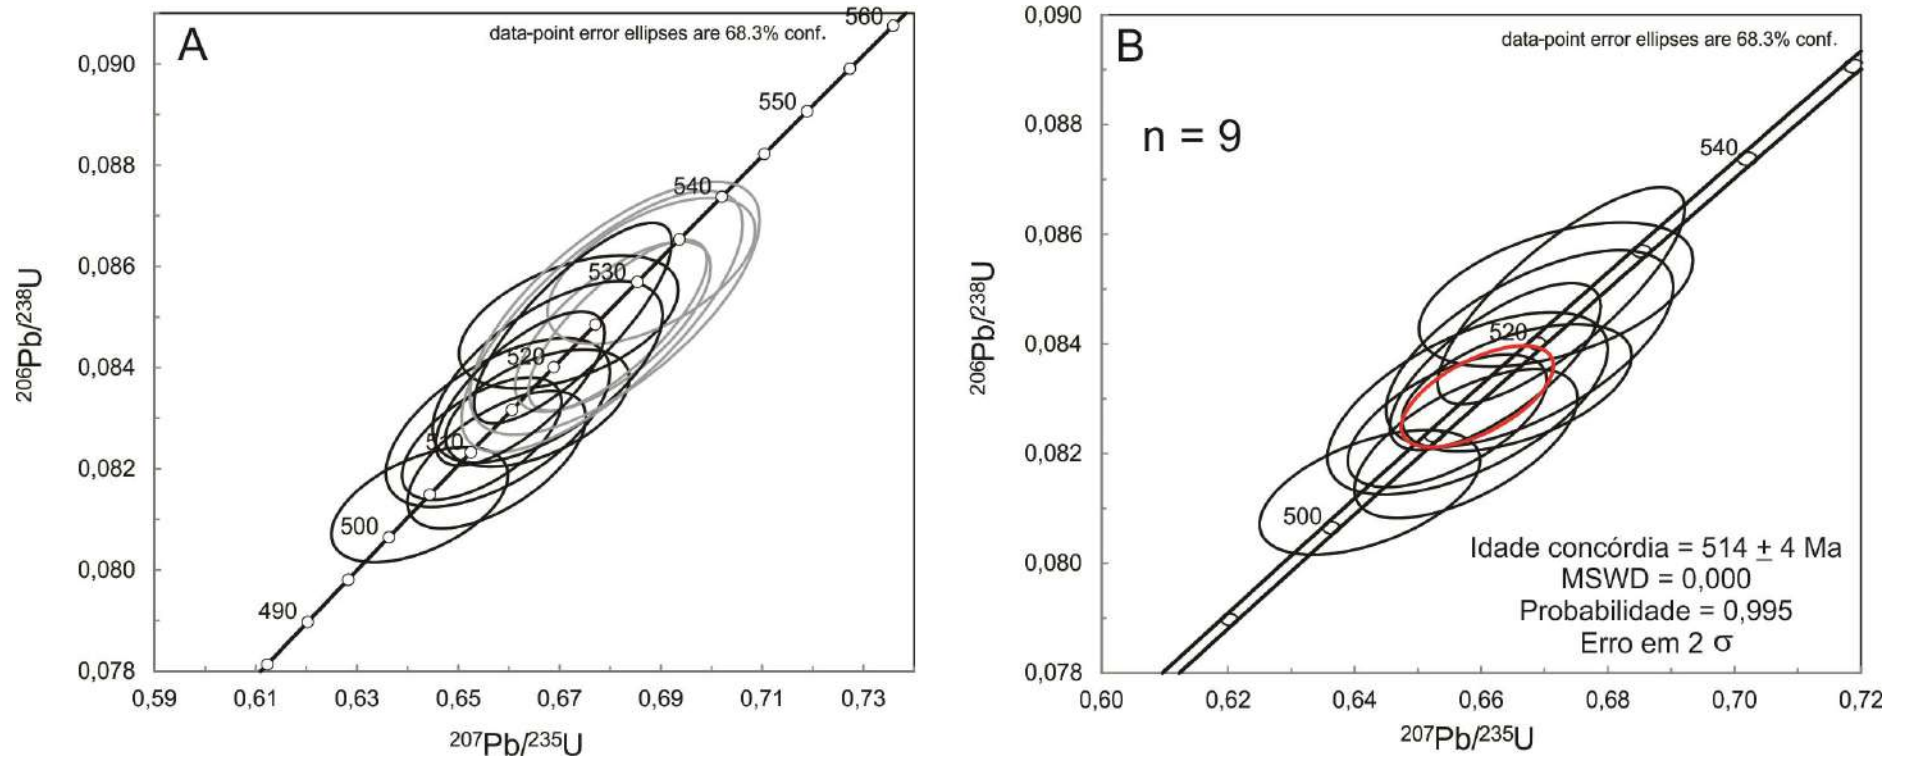 A
data-point error ellipses are 68.3% conf.
560
550
540
530
520
510
500
490
0,090
0,088
0,086
0,084
0,082
0,080
0,078
0,59 0,61 0,63 0,65 0,67 0,69 0,71 0,73
206Pb/238U
207Pb/235U
B
data-point error ellipses are 68.3% conf.
n = 9
540
520
500
0,090
0,088
0,086
0,084
0,082
0,080
0,078
0,60 0,62 0,64 0,66 0,68 0,70 0,72
206Pb/238U
207Pb/235U
Idade concórdia = 514 ± 4 Ma
MSWD = 0,000
Probabilidade = 0,995
Erro em 2 σ